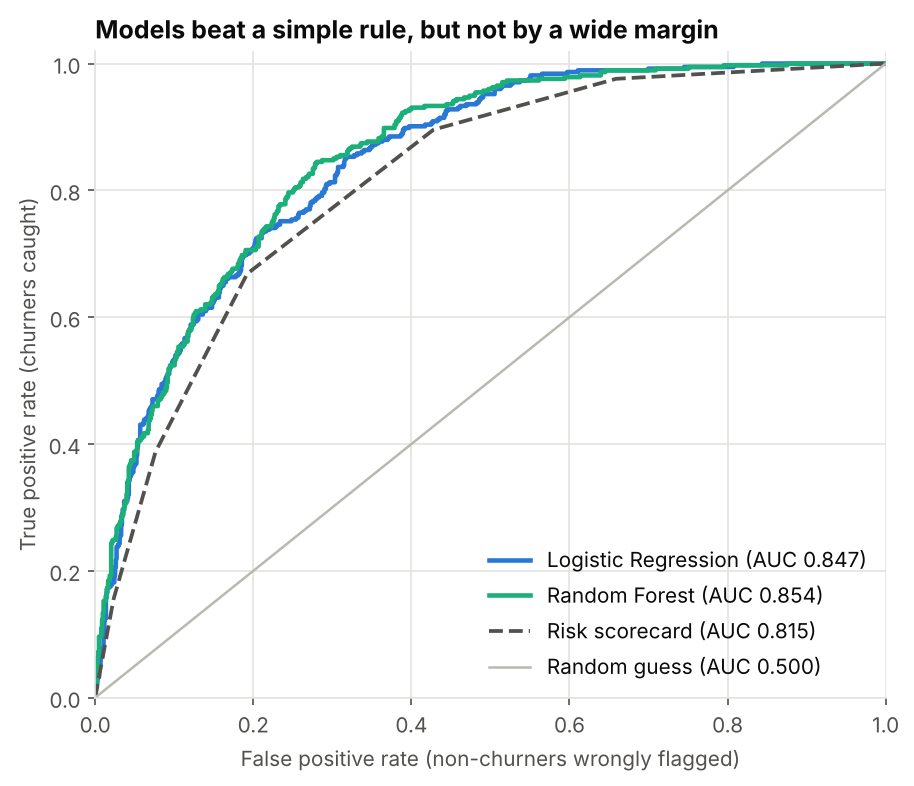 Models beat a simple rule, but not by a wide margin
1.0
0.8
0.6
0.4
0.2
0.0
True positive rate (churners caught)
Logistic Regression (AUC 0.847)
Random Forest (AUC 0.854)
Risk scorecard (AUC 0.815)
Random guess (AUC 0.500)
0.0 0.2 0.4 0.6 0.8 1.0
False positive rate (non-churners wrongly flagged)